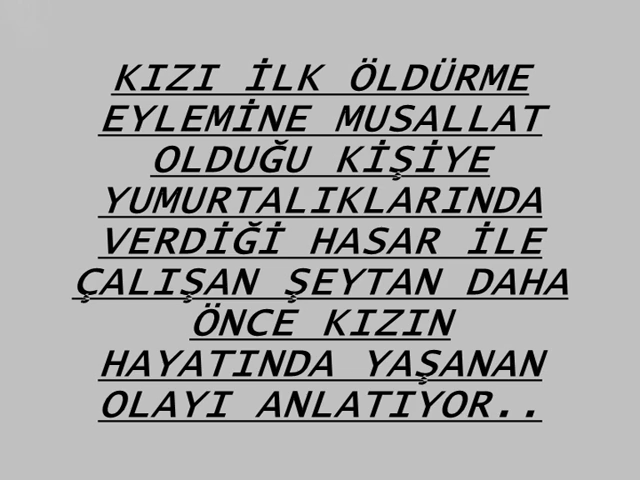 KIZI İLK ÖLDÜRME
EYLEMİNE MUSALLAT
OLDUĞU KİŞİYE
YUMURTALIKLARINDA
VERDİĞİ HASAR İLE
ÇALIŞAN ŞEYTAN DAHA
ÖNCE KIZIN
HAYATINDA YAŞANAN
OLAYI ANLATIYOR..